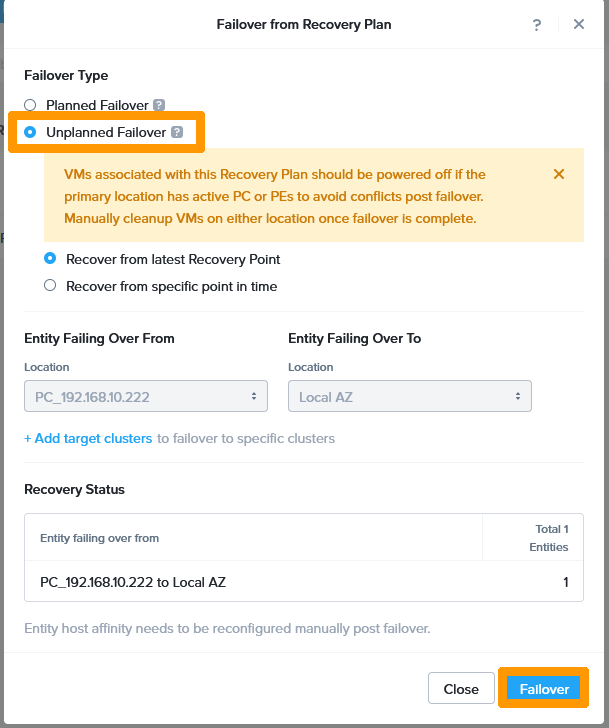 Failover from Recovery Plan
?
Failover Type
Planned Failover ?
Unplanned Failover ?
VMs associated with this Recovery Plan should be powered off if the
primary location has active PC or PEs to avoid conflicts post failover.
Manually cleanup VMs on either location once failover is complete.
Recover from latest Recovery Point
Recover from specific point in time
Entity Failing Over From
Entity Failing Over To
Location
Location
PC_192.168.10.222
Local AZ
+ Add target clusters to failover to specific clusters
Recovery Status
Entity failing over from
Total 1
Entities
PC_192.168.10.222 to Local AZ
1
Entity host affinity needs to be reconfigured manually post failover.
Close
Failover